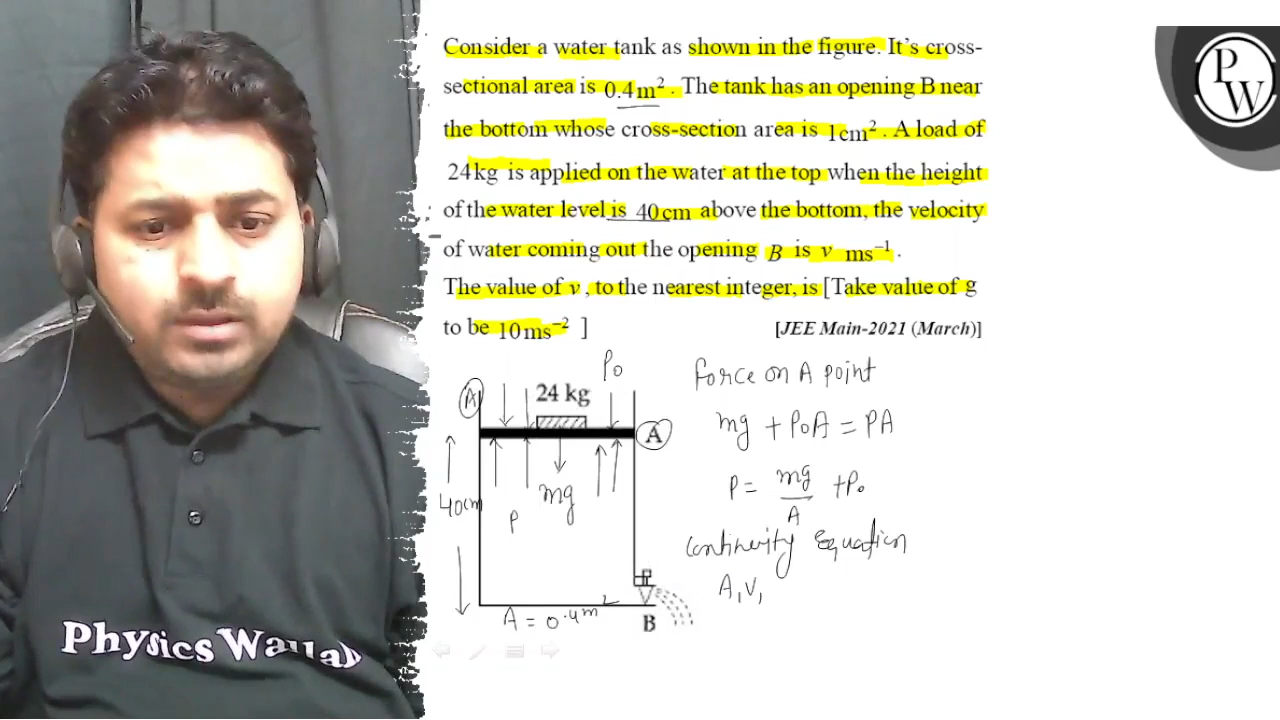 Consider a water tank as shown in the figure. It's cross-
sectional area is 0.4 m². The tank has an opening B near
the bottom whose cross-section area is 1 cm². A load of
24 kg is applied on the water at the top when the height
of the water level is 40 cm above the bottom, the velocity
of water coming out the opening B is v ms⁻¹.
The value of v, to the nearest integer, is [Take value of g
to be 10 ms⁻² ]
[JEE Main-2021 (March)]
P
W
P₀
A
24 kg
A
40cm
mg
P
A = 0.4m²
B
force on A point
mg + P₀A = PA
P = mg/A + P₀
Continuity Equation
A₁V₁
Physics Wallah